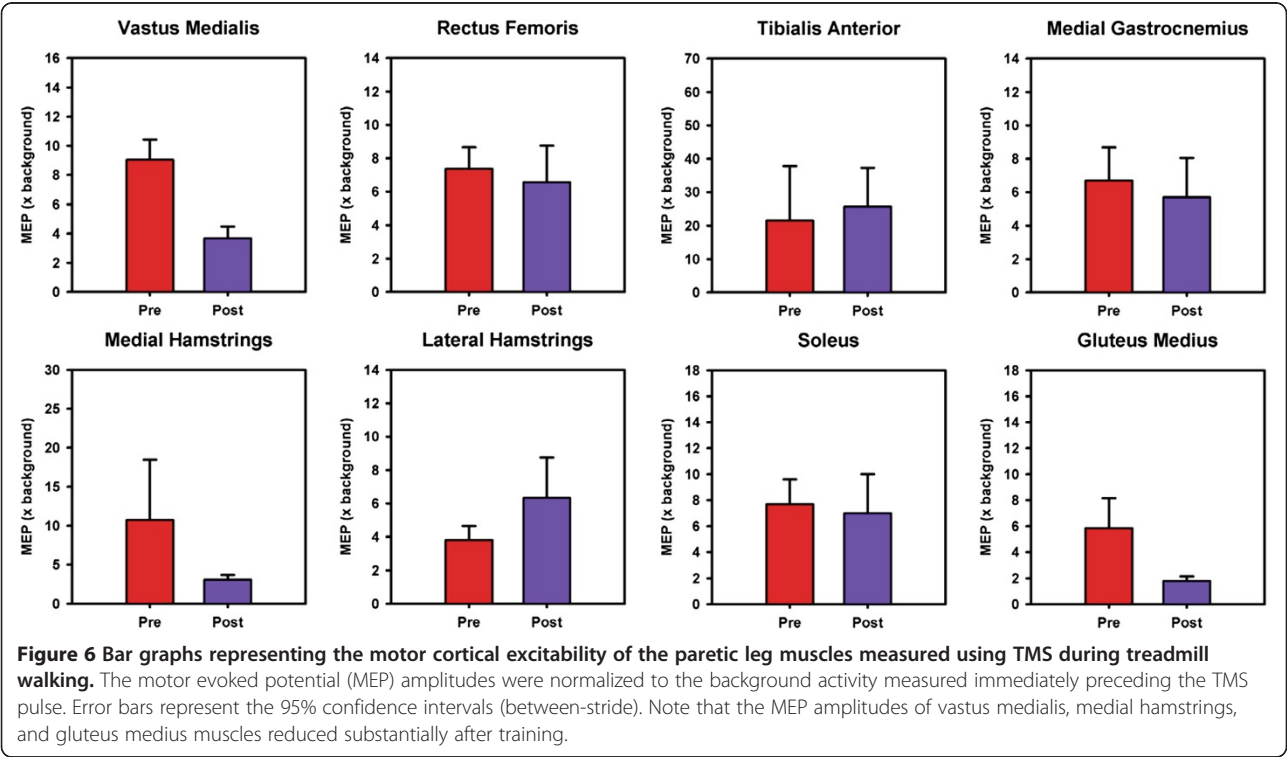 Vastus Medialis
MEP (x background)
16
14
12
10
8
6
4
2
0
Pre Post
Rectus Femoris
MEP (x background)
14
12
10
8
6
4
2
0
Pre Post
Tibialis Anterior
MEP (x background)
70
60
50
40
30
20
10
0
Pre Post
Medial Gastrocnemius
MEP (x background)
14
12
10
8
6
4
2
0
Pre Post
Medial Hamstrings
MEP (x background)
30
25
20
15
10
5
0
Pre Post
Lateral Hamstrings
MEP (x background)
14
12
10
8
6
4
2
0
Pre Post
Soleus
MEP (x background)
18
16
14
12
10
8
6
4
2
0
Pre Post
Gluteus Medius
MEP (x background)
18
16
14
12
10
8
6
4
2
0
Pre Post
Figure 6 Bar graphs representing the motor cortical excitability of the paretic leg muscles measured using TMS during treadmill
walking. The motor evoked potential (MEP) amplitudes were normalized to the background activity measured immediately preceding the TMS
pulse. Error bars represent the 95% confidence intervals (between-stride). Note that the MEP amplitudes of vastus medialis, medial hamstrings,
and gluteus medius muscles reduced substantially after training.